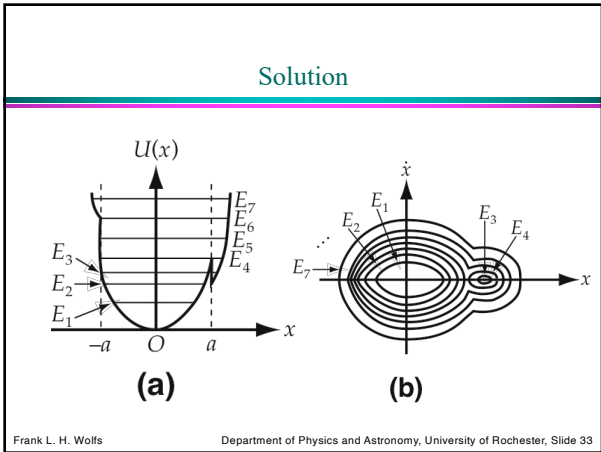 Solution
U(x)
E₇
E₆
E₅
E₄
E₃
E₂
E₁
−a O a x
(a)
ẋ
E₁
E₂
E₃
E₄
⋰
E₇
x
(b)
Frank L. H. Wolfs Department of Physics and Astronomy, University of Rochester, Slide 33